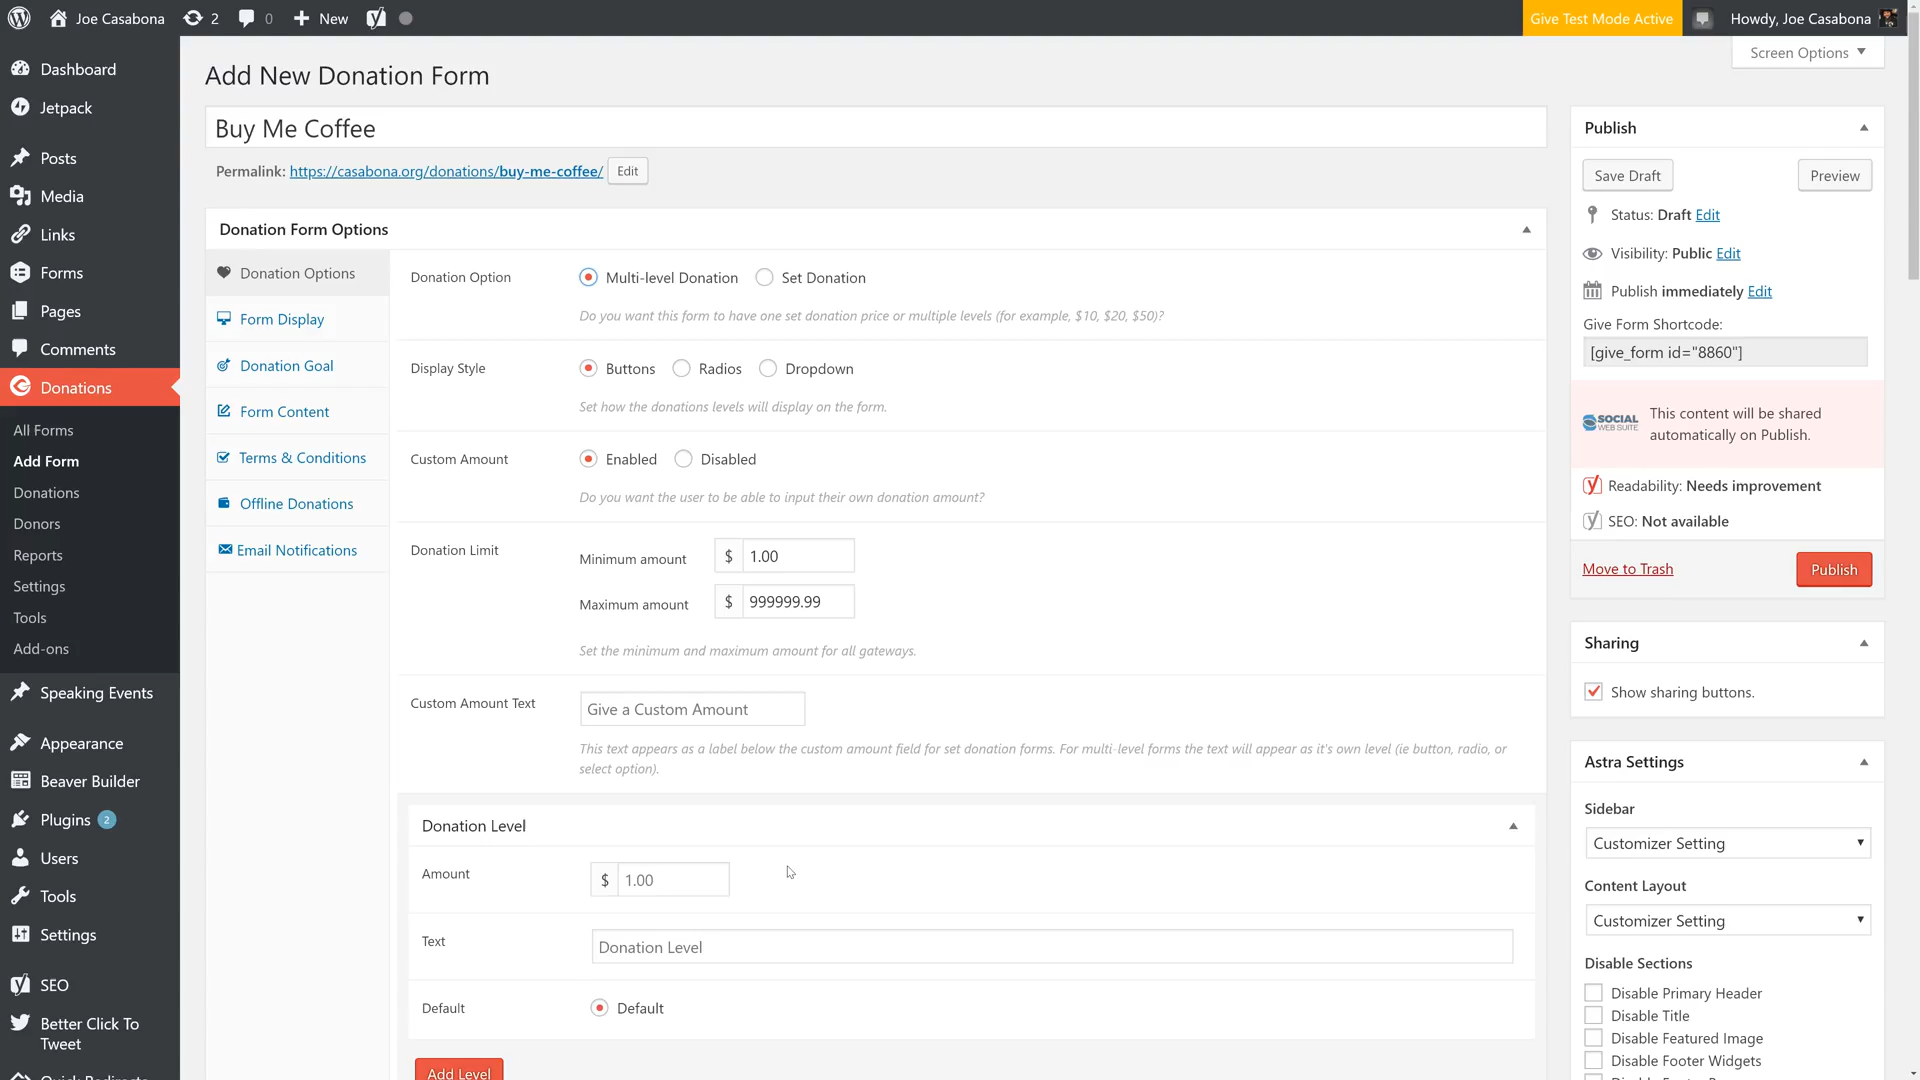 Joe Casabona
2
0
New
Give Test Mode Active
Howdy, Joe Casabona
Screen Options
Dashboard
Jetpack
Posts
Media
Links
Forms
Pages
Comments
Donations
All Forms
Add Form
Donations
Donors
Reports
Settings
Tools
Add-ons
Speaking Events
Appearance
Beaver Builder
Plugins 2
Users
Tools
Settings
SEO
Better Click To
Tweet
Add New Donation Form
Buy Me Coffee
Permalink: https://casabona.org/donations/buy-me-coffee/ Edit
Donation Form Options
Donation Options
Form Display
Donation Goal
Form Content
Terms & Conditions
Offline Donations
Email Notifications
Donation Option
Multi-level Donation
Set Donation
Do you want this form to have one set donation price or multiple levels (for example, $10, $20, $50)?
Display Style
Buttons
Radios
Dropdown
Set how the donations levels will display on the form.
Custom Amount
Enabled
Disabled
Do you want the user to be able to input their own donation amount?
Donation Limit
Minimum amount
$ 1.00
Maximum amount
$ 999999.99
Set the minimum and maximum amount for all gateways.
Custom Amount Text
Give a Custom Amount
This text appears as a label below the custom amount field for set donation forms. For multi-level forms the text will appear as it's own level (ie button, radio, or
select option).
Donation Level
Amount
$ 1.00
Text
Donation Level
Default
Default
Add Level
Publish
Save Draft
Preview
Status: Draft Edit
Visibility: Public Edit
Publish immediately Edit
Give Form Shortcode:
[give_form id="8860"]
SOCIAL
WEB SUITE
This content will be shared
automatically on Publish.
Readability: Needs improvement
SEO: Not available
Move to Trash
Publish
Sharing
Show sharing buttons.
Astra Settings
Sidebar
Customizer Setting
Content Layout
Customizer Setting
Disable Sections
Disable Primary Header
Disable Title
Disable Featured Image
Disable Footer Widgets